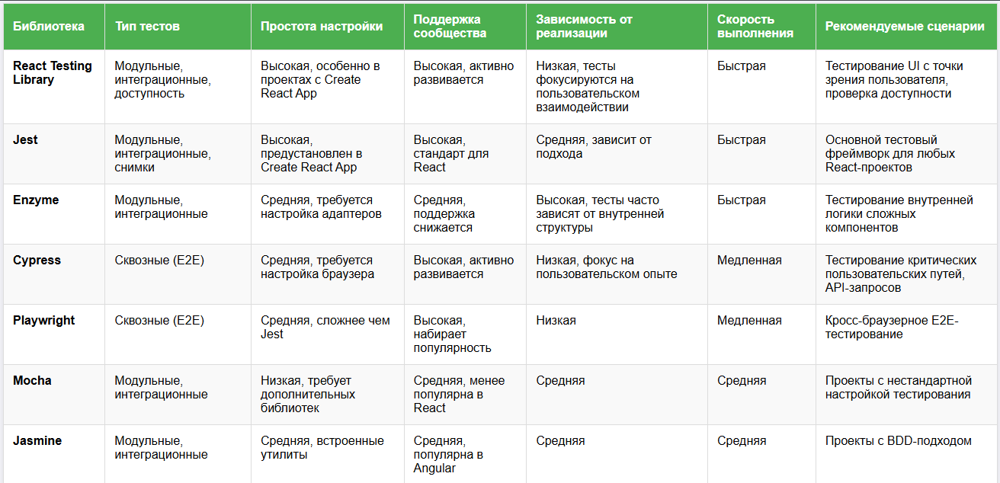 Библиотека
Тип тестов
Простота настройки
Поддержка
сообщества
Зависимость от
реализации
Скорость
выполнения
Рекомендуемые сценарии
React Testing
Library
Модульные,
интеграционные,
доступность
Высокая, особенно в
проектах с Create
React App
Высокая, активно
развивается
Низкая, тесты
фокусируются на
пользовательском
взаимодействии
Быстрая
Тестирование UI с точки
зрения пользователя,
проверка доступности
Jest
Модульные,
интеграционные,
снимки
Высокая,
предустановлен в
Create React App
Высокая,
стандарт для
React
Средняя, зависит от
подхода
Быстрая
Основной тестовый
фреймворк для любых
React-проектов
Enzyme
Модульные,
интеграционные
Средняя, требуется
настройка адаптеров
Средняя,
поддержка
снижается
Высокая, тесты часто
зависят от внутренней
структуры
Быстрая
Тестирование внутренней
логики сложных
компонентов
Cypress
Сквозные (E2E)
Средняя, требуется
настройка браузера
Высокая, активно
развивается
Низкая, фокус на
пользовательском опыте
Медленная
Тестирование критических
пользовательских путей,
API-запросов
Playwright
Сквозные (E2E)
Средняя, сложнее чем
Jest
Высокая,
набирает
популярность
Низкая
Медленная
Кросс-браузерное E2E-
тестирование
Mocha
Модульные,
интеграционные
Низкая, требует
дополнительных
библиотек
Средняя, менее
популярна в
React
Средняя
Средняя
Проекты с нестандартной
настройкой тестирования
Jasmine
Модульные,
интеграционные
Средняя, встроенные
утилиты
Средняя,
популярна в
Angular
Средняя
Средняя
Проекты с BDD-подходом